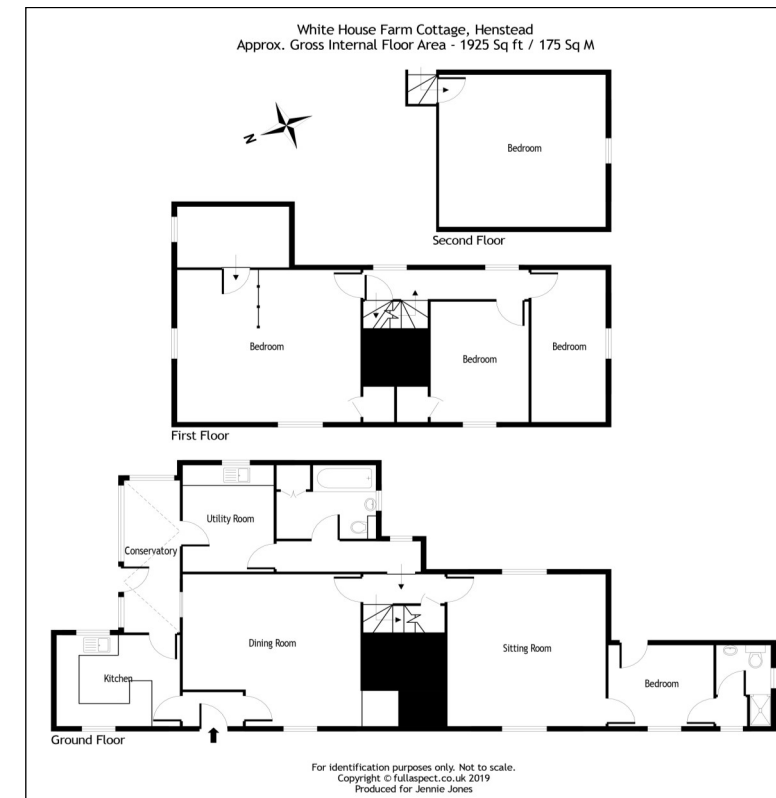 White House Farm Cottage, Henstead
Approx. Gross Internal Floor Area - 1925 Sq ft / 175 Sq M
N
Bedroom
Second Floor
Bedroom
Bedroom
Bedroom
First Floor
Utility Room
Conservatory
Dining Room
Sitting Room
Kitchen
Bedroom
Ground Floor
For identification purposes only. Not to scale.
Copyright © fullaspect.co.uk 2019
Produced for Jennie Jones